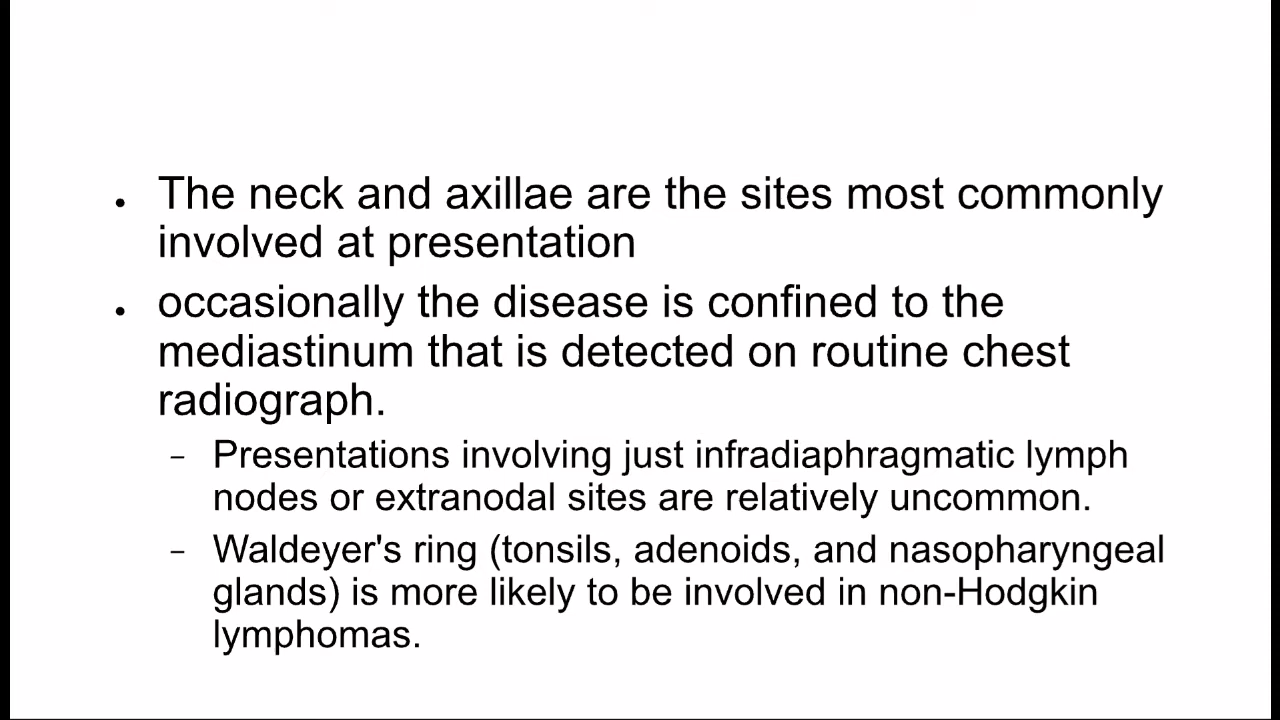 • The neck and axillae are the sites most commonly
involved at presentation
• occasionally the disease is confined to the
mediastinum that is detected on routine chest
radiograph.
– Presentations involving just infradiaphragmatic lymph
nodes or extranodal sites are relatively uncommon.
– Waldeyer's ring (tonsils, adenoids, and nasopharyngeal
glands) is more likely to be involved in non-Hodgkin
lymphomas.